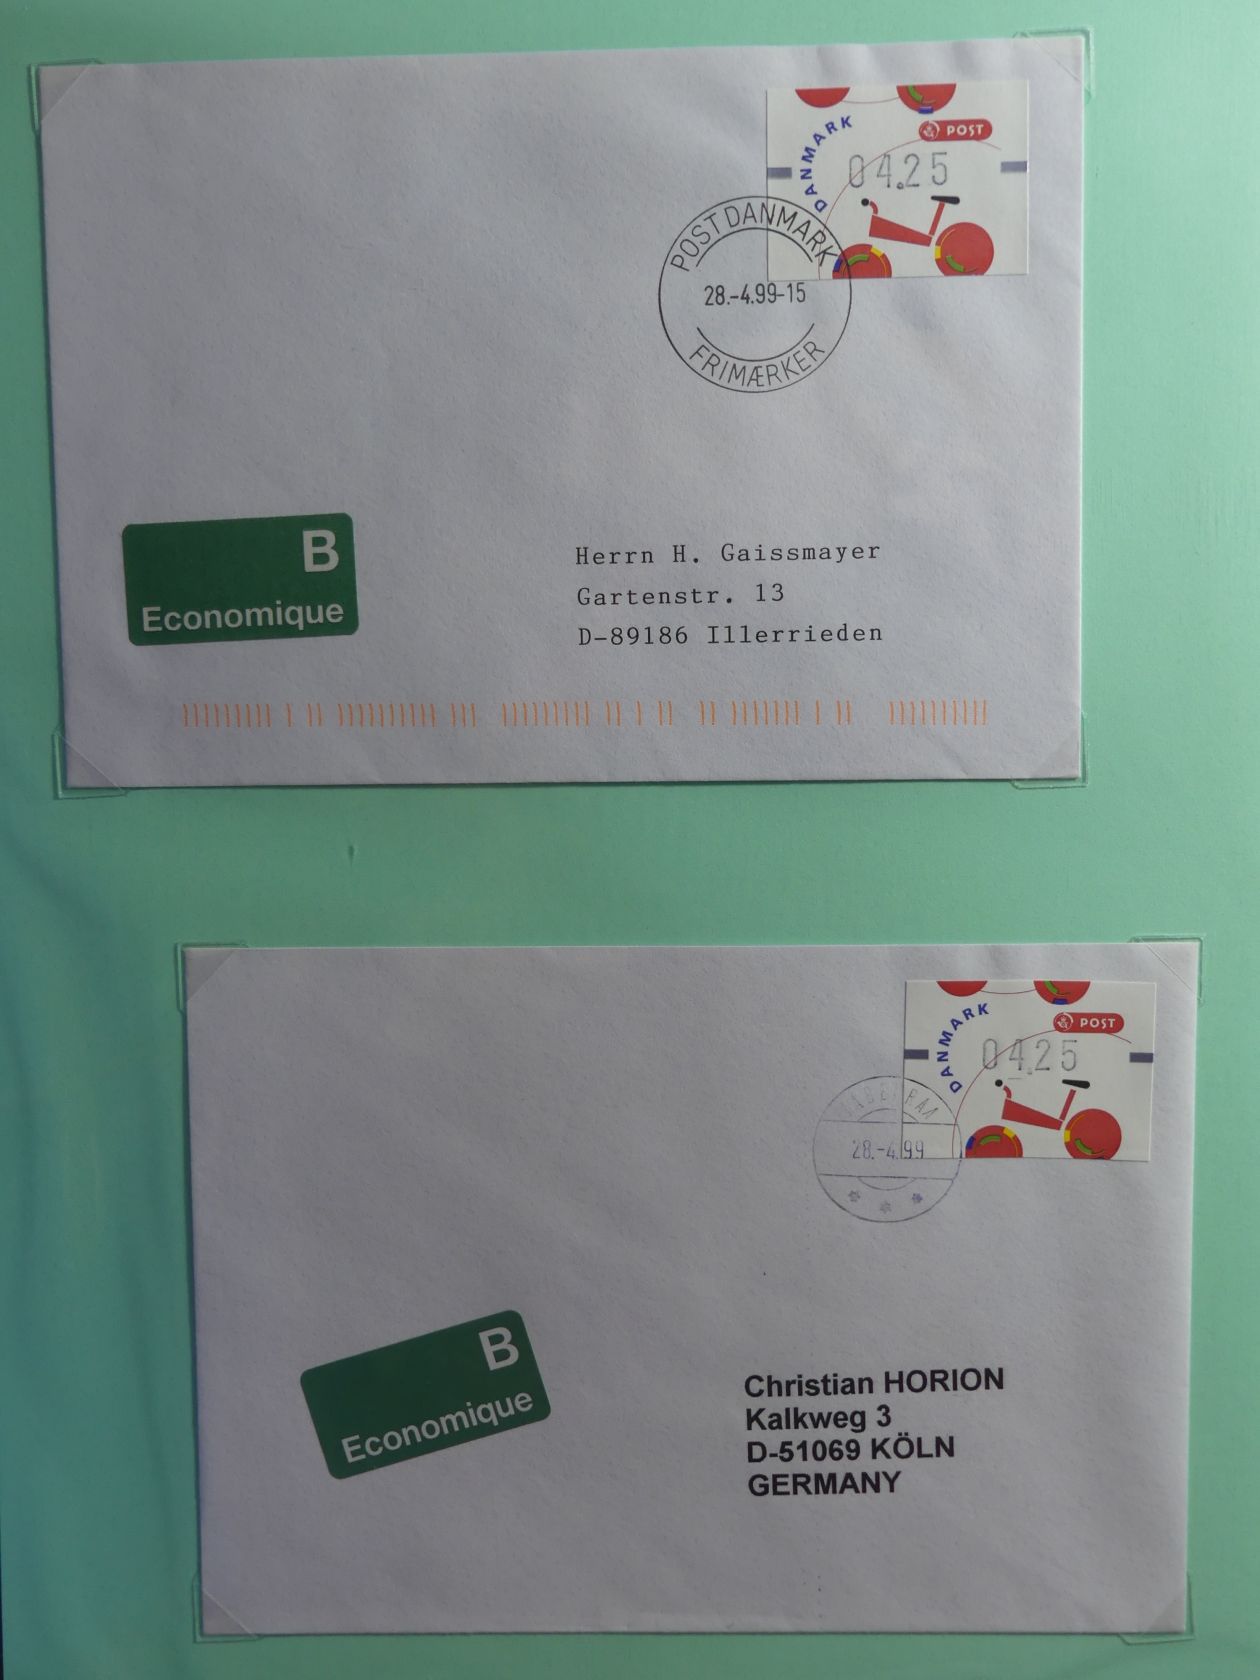 DANMARK
POST
04.25
POST DANMARK
28.-4.99-15
FRIMÆRKER
B
Economique
Herrn H. Gaissmayer
Gartenstr. 13
D-89186 Illerrieden
DANMARK
POST
04.25
28.-4.99
B
Economique
Christian HORION
Kalkweg 3
D-51069 KÖLN
GERMANY